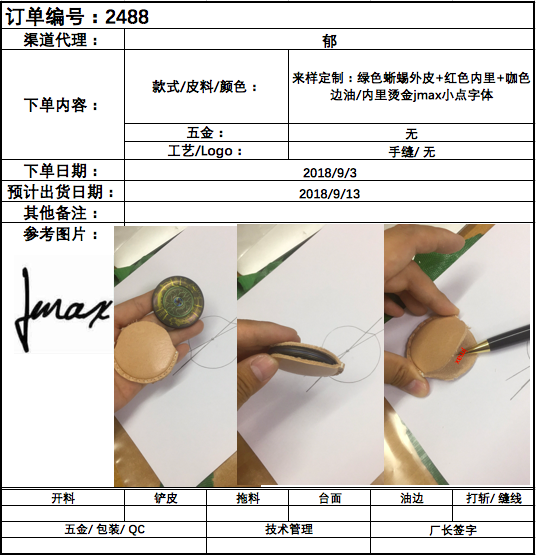 订单编号：2488
渠道代理：
郁
下单内容：
款式/皮料/颜色：
来样定制：绿色蜥蜴外皮+红色内里+咖色
边油/内里烫金jmax小点字体
五金：
无
工艺/Logo：
手缝/ 无
下单日期：
2018/9/3
预计出货日期：
2018/9/13
其他备注：
参考图片：
Jmax
开料
铲皮
拖料
台面
油边
打斩/ 缝线
五金/ 包装/ QC
技术管理
厂长签字